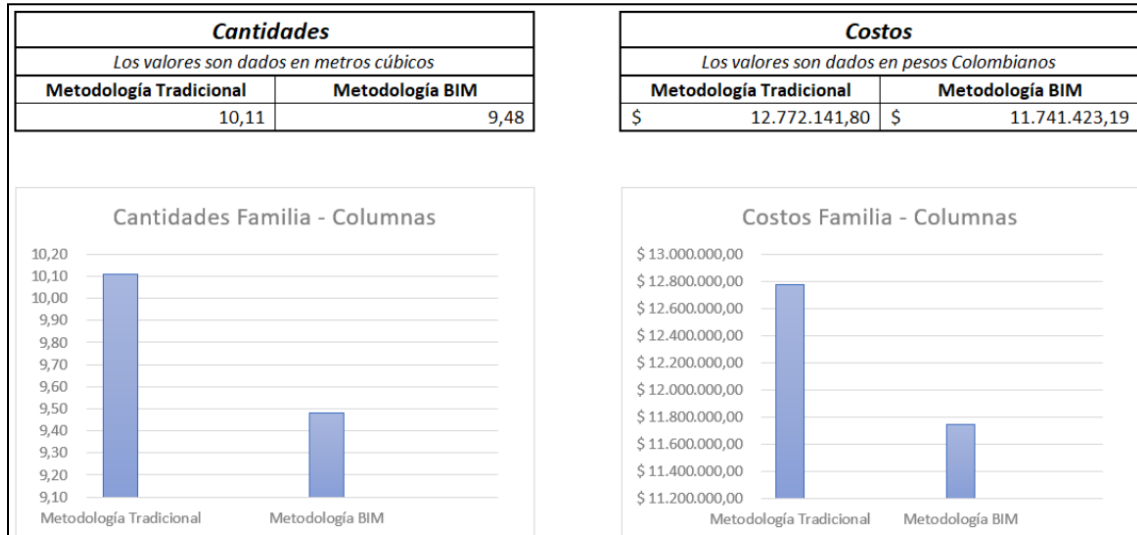 Cantidades
Los valores son dados en metros cúbicos
Metodología Tradicional Metodología BIM
10,11 9,48
Costos
Los valores son dados en pesos Colombianos
Metodología Tradicional Metodología BIM
$ 12.772.141,80 $ 11.741.423,19
Cantidades Familia - Columnas
10,20
10,10
10,00
9,90
9,80
9,70
9,60
9,50
9,40
9,30
9,20
9,10
Metodología Tradicional Metodología BIM
Costos Familia - Columnas
$ 13.000.000,00
$ 12.800.000,00
$ 12.600.000,00
$ 12.400.000,00
$ 12.200.000,00
$ 12.000.000,00
$ 11.800.000,00
$ 11.600.000,00
$ 11.400.000,00
$ 11.200.000,00
Metodología Tradicional Metodología BIM